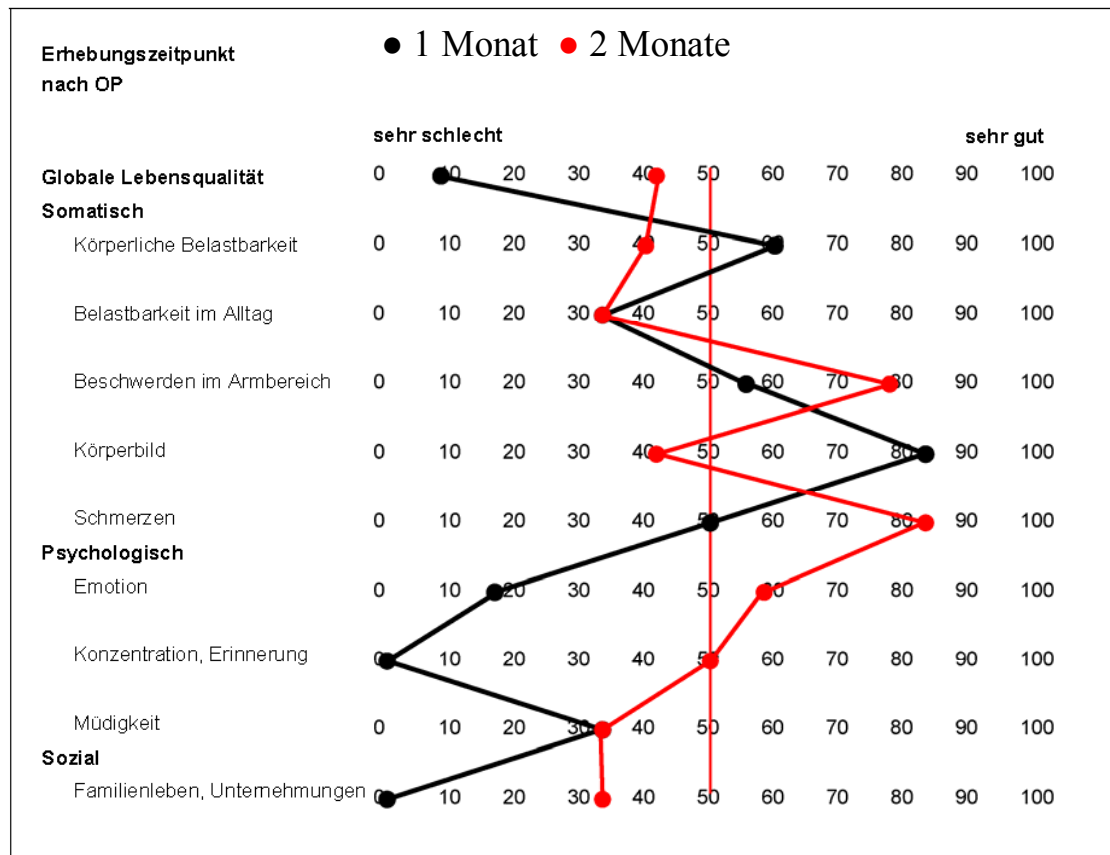 Erhebungszeitpunkt
nach OP
1 Monat 2 Monate
sehr schlecht sehr gut
Globale Lebensqualität 0 10 20 30 40 50 60 70 80 90 100
Somatisch
Körperliche Belastbarkeit 0 10 20 30 40 50 60 70 80 90 100
Belastbarkeit im Alltag 0 10 20 30 40 50 60 70 80 90 100
Beschwerden im Armbereich 0 10 20 30 40 50 60 70 80 90 100
Körperbild 0 10 20 30 40 50 60 70 80 90 100
Schmerzen 0 10 20 30 40 50 60 70 80 90 100
Psychologisch
Emotion 0 10 20 30 40 50 60 70 80 90 100
Konzentration, Erinnerung 0 10 20 30 40 50 60 70 80 90 100
Müdigkeit 0 10 20 30 40 50 60 70 80 90 100
Sozial
Familienleben, Unternehmungen 0 10 20 30 40 50 60 70 80 90 100